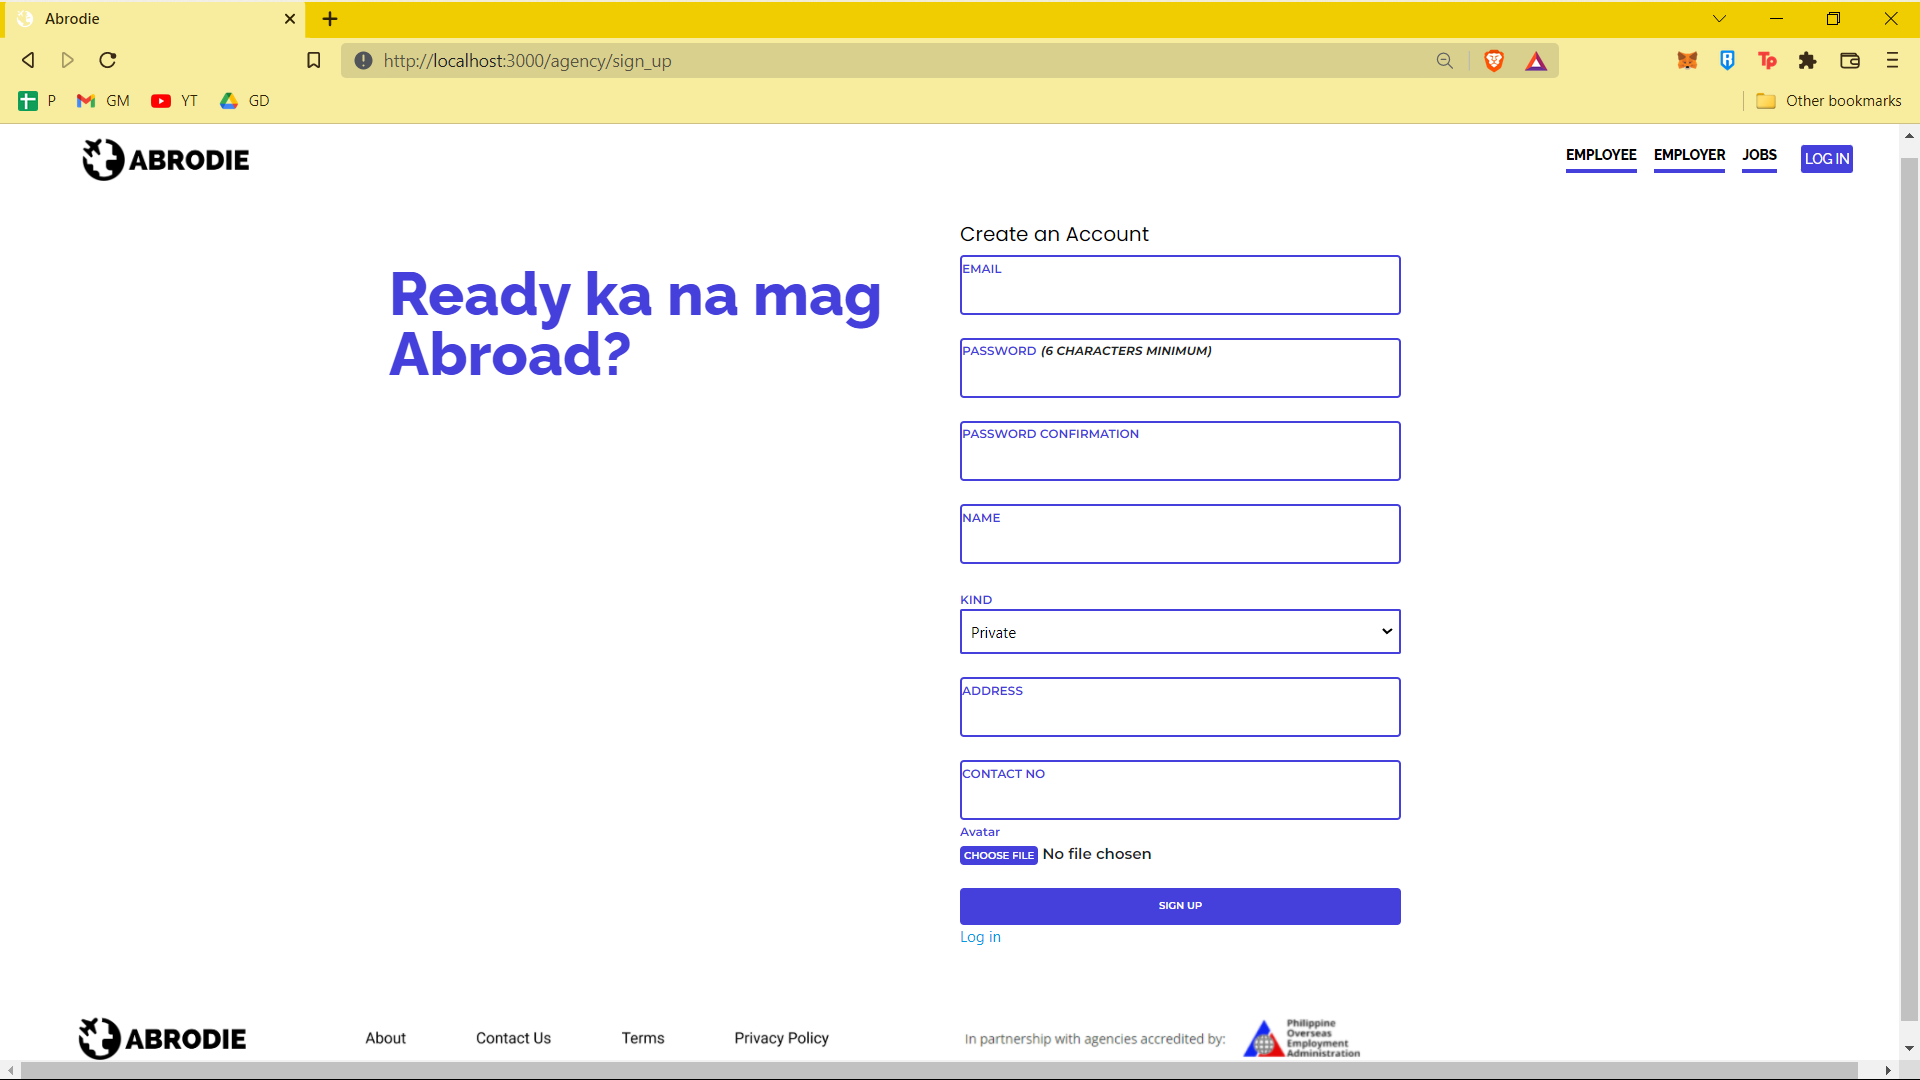 Abrodie
http://localhost:3000/agency/sign_up
Tp
P GM YT GD
Other bookmarks
ABRODIE
EMPLOYEE EMPLOYER JOBS LOG IN
Ready ka na mag
Abroad?
Create an Account
EMAIL
PASSWORD (6 CHARACTERS MINIMUM)
PASSWORD CONFIRMATION
NAME
KIND
Private
ADDRESS
CONTACT NO
Avatar
CHOOSE FILE No file chosen
SIGN UP
Log in
ABRODIE
About Contact Us Terms Privacy Policy
In partnership with agencies accredited by:
Philippine
Overseas
Employment
Administration